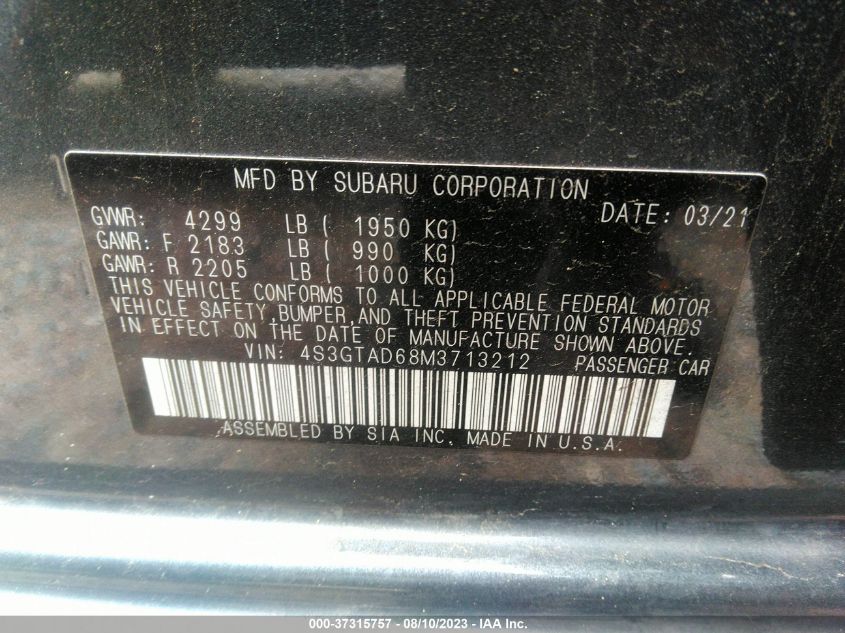 MFD BY SUBARU CORPORATION
DATE: 03/21
GVWR: 4299 LB ( 1950 KG)
GAWR: F 2183 LB ( 990 KG)
GAWR: R 2205 LB ( 1000 KG)
THIS VEHICLE CONFORMS TO ALL APPLICABLE FEDERAL MOTOR
VEHICLE SAFETY, BUMPER, AND THEFT PREVENTION STANDARDS
IN EFFECT ON THE DATE OF MANUFACTURE SHOWN ABOVE.
VIN: 4S3GTAD68M3713212 PASSENGER CAR
ASSEMBLED BY SIA INC. MADE IN U.S.A.
000-37315757 - 08/10/2023 - IAA Inc.